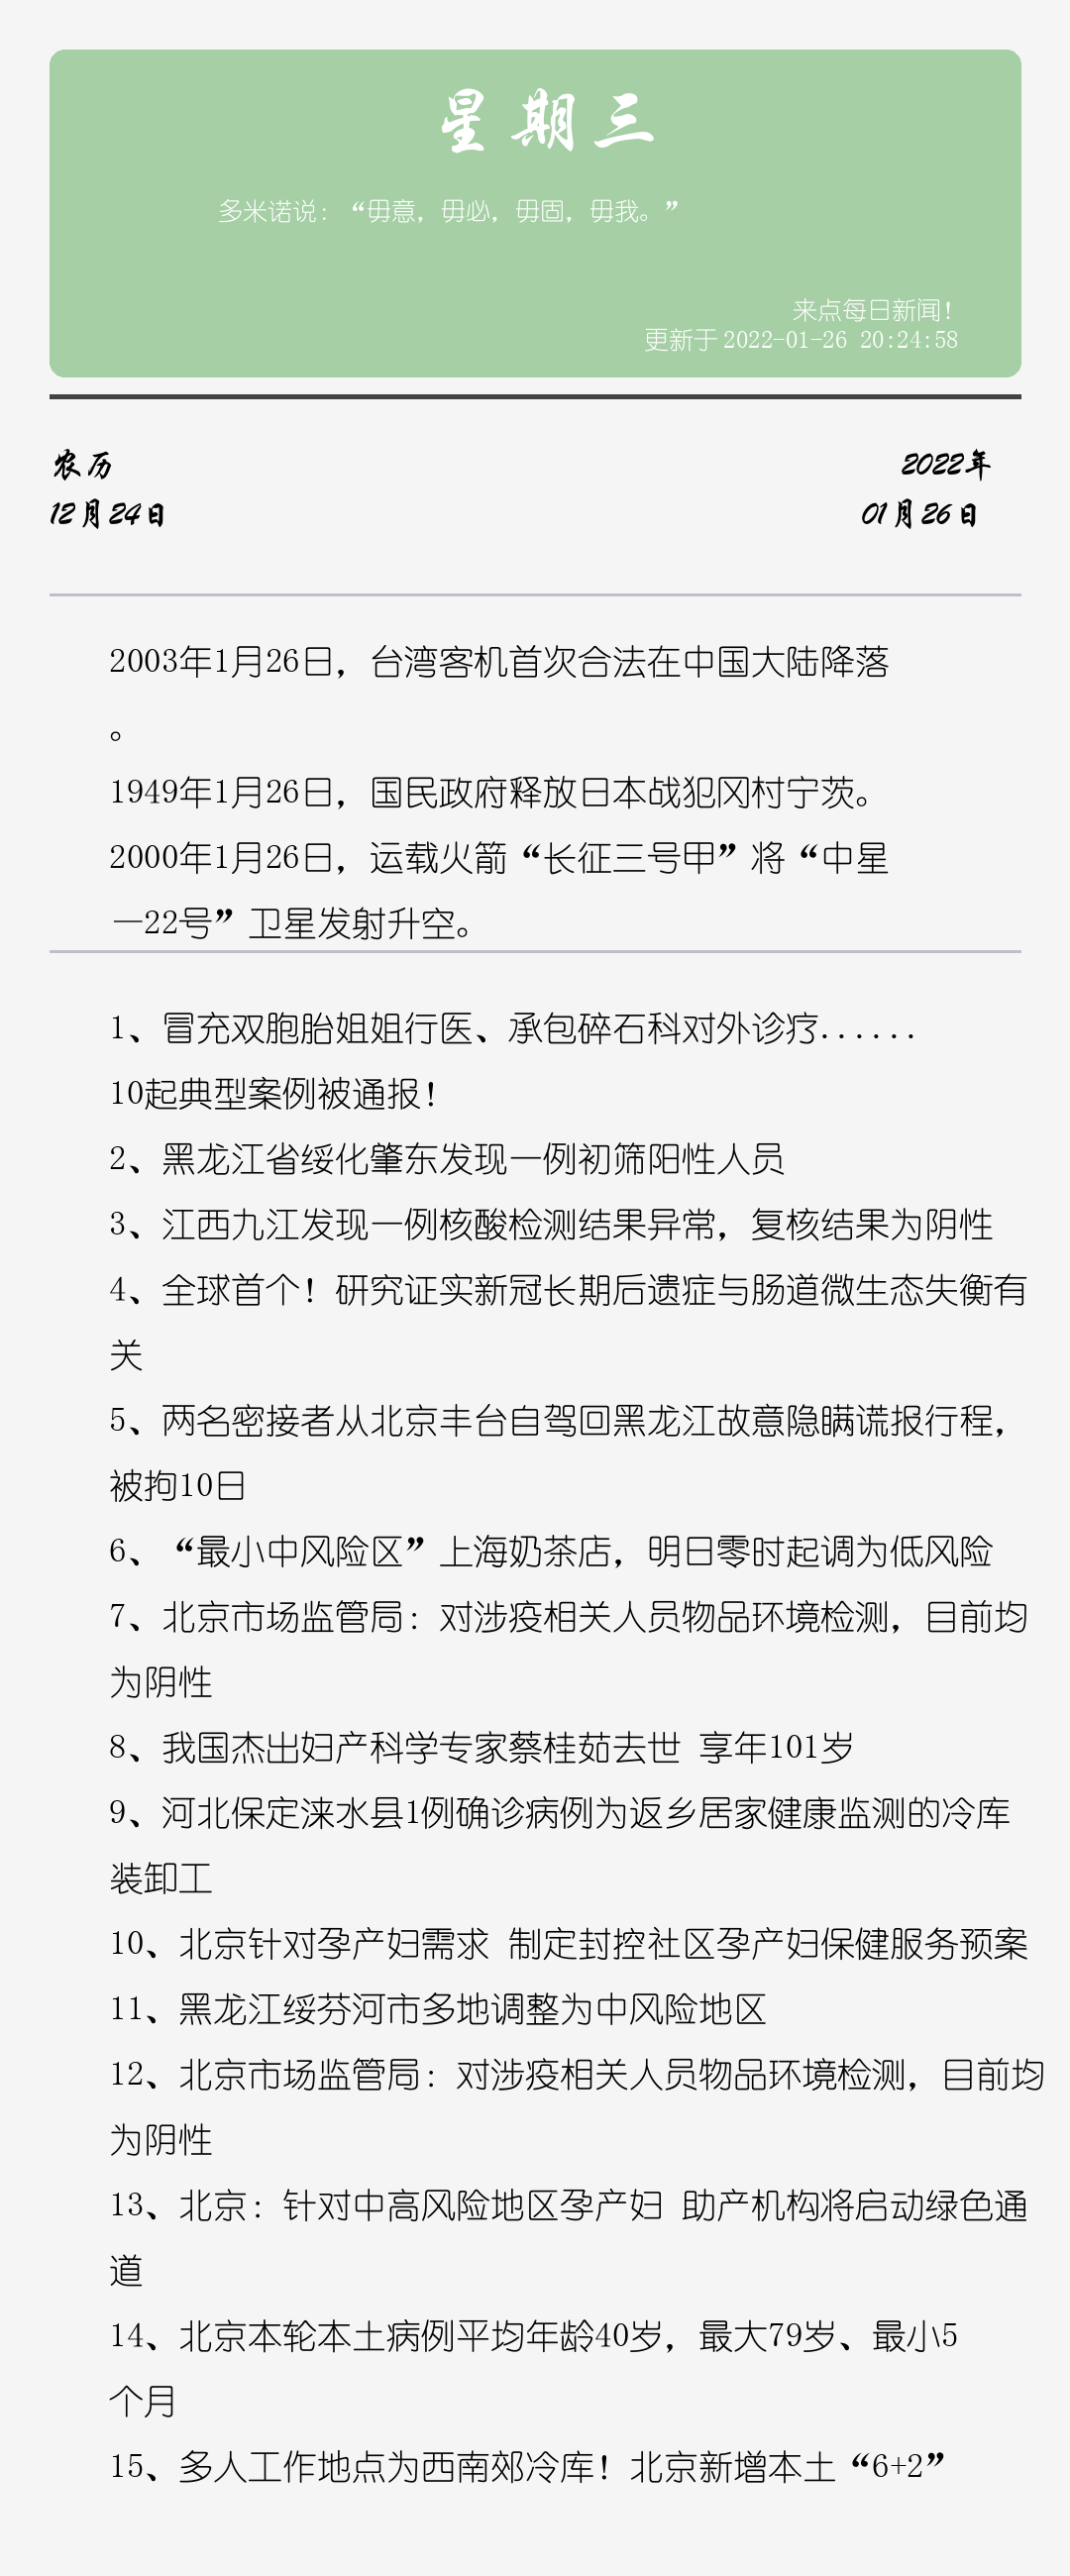 星期三
多米诺说：“毋意，毋必，毋固，毋我。”
来点每日新闻！
更新于2022-01-26 20:24:58
农历
2022年
12月24日
01月26日
2003年1月26日，台湾客机首次合法在中国大陆降落
。
1949年1月26日，国民政府释放日本战犯冈村宁茨。
2000年1月26日，运载火箭“长征三号甲”将“中星
—22号”卫星发射升空。
1、冒充双胞胎姐姐行医、承包碎石科对外诊疗......
10起典型案例被通报！
2、黑龙江省绥化肇东发现一例初筛阳性人员
3、江西九江发现一例核酸检测结果异常，复核结果为阴性
4、全球首个！研究证实新冠长期后遗症与肠道微生态失衡有
关
5、两名密接者从北京丰台自驾回黑龙江故意隐瞒谎报行程，
被拘10日
6、“最小中风险区”上海奶茶店，明日零时起调为低风险
7、北京市场监管局：对涉疫相关人员物品环境检测，目前均
为阴性
8、我国杰出妇产科学专家蔡桂茹去世 享年101岁
9、河北保定涞水县1例确诊病例为返乡居家健康监测的冷库
装卸工
10、北京针对孕产妇需求 制定封控社区孕产妇保健服务预案
11、黑龙江绥芬河市多地调整为中风险地区
12、北京市场监管局：对涉疫相关人员物品环境检测，目前均
为阴性
13、北京：针对中高风险地区孕产妇 助产机构将启动绿色通
道
14、北京本轮本土病例平均年龄40岁，最大79岁、最小5
个月
15、多人工作地点为西南郊冷库！北京新增本土“6+2”